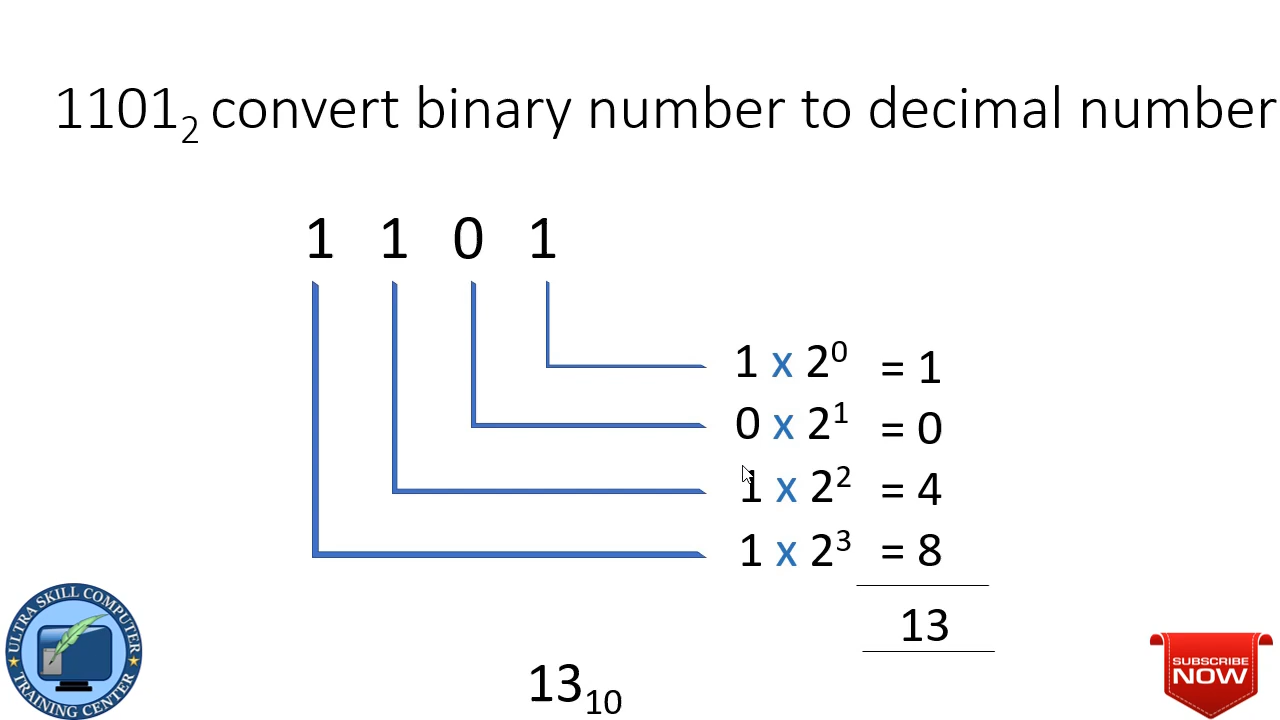 1101₂ convert binary number to decimal number
1 1 0 1
1 x 2⁰ = 1
0 x 2¹ = 0
1 x 2² = 4
1 x 2³ = 8
13
13₁₀
ULTRA SKILL COMPUTER
TRAINING CENTER
SUBSCRIBE
NOW